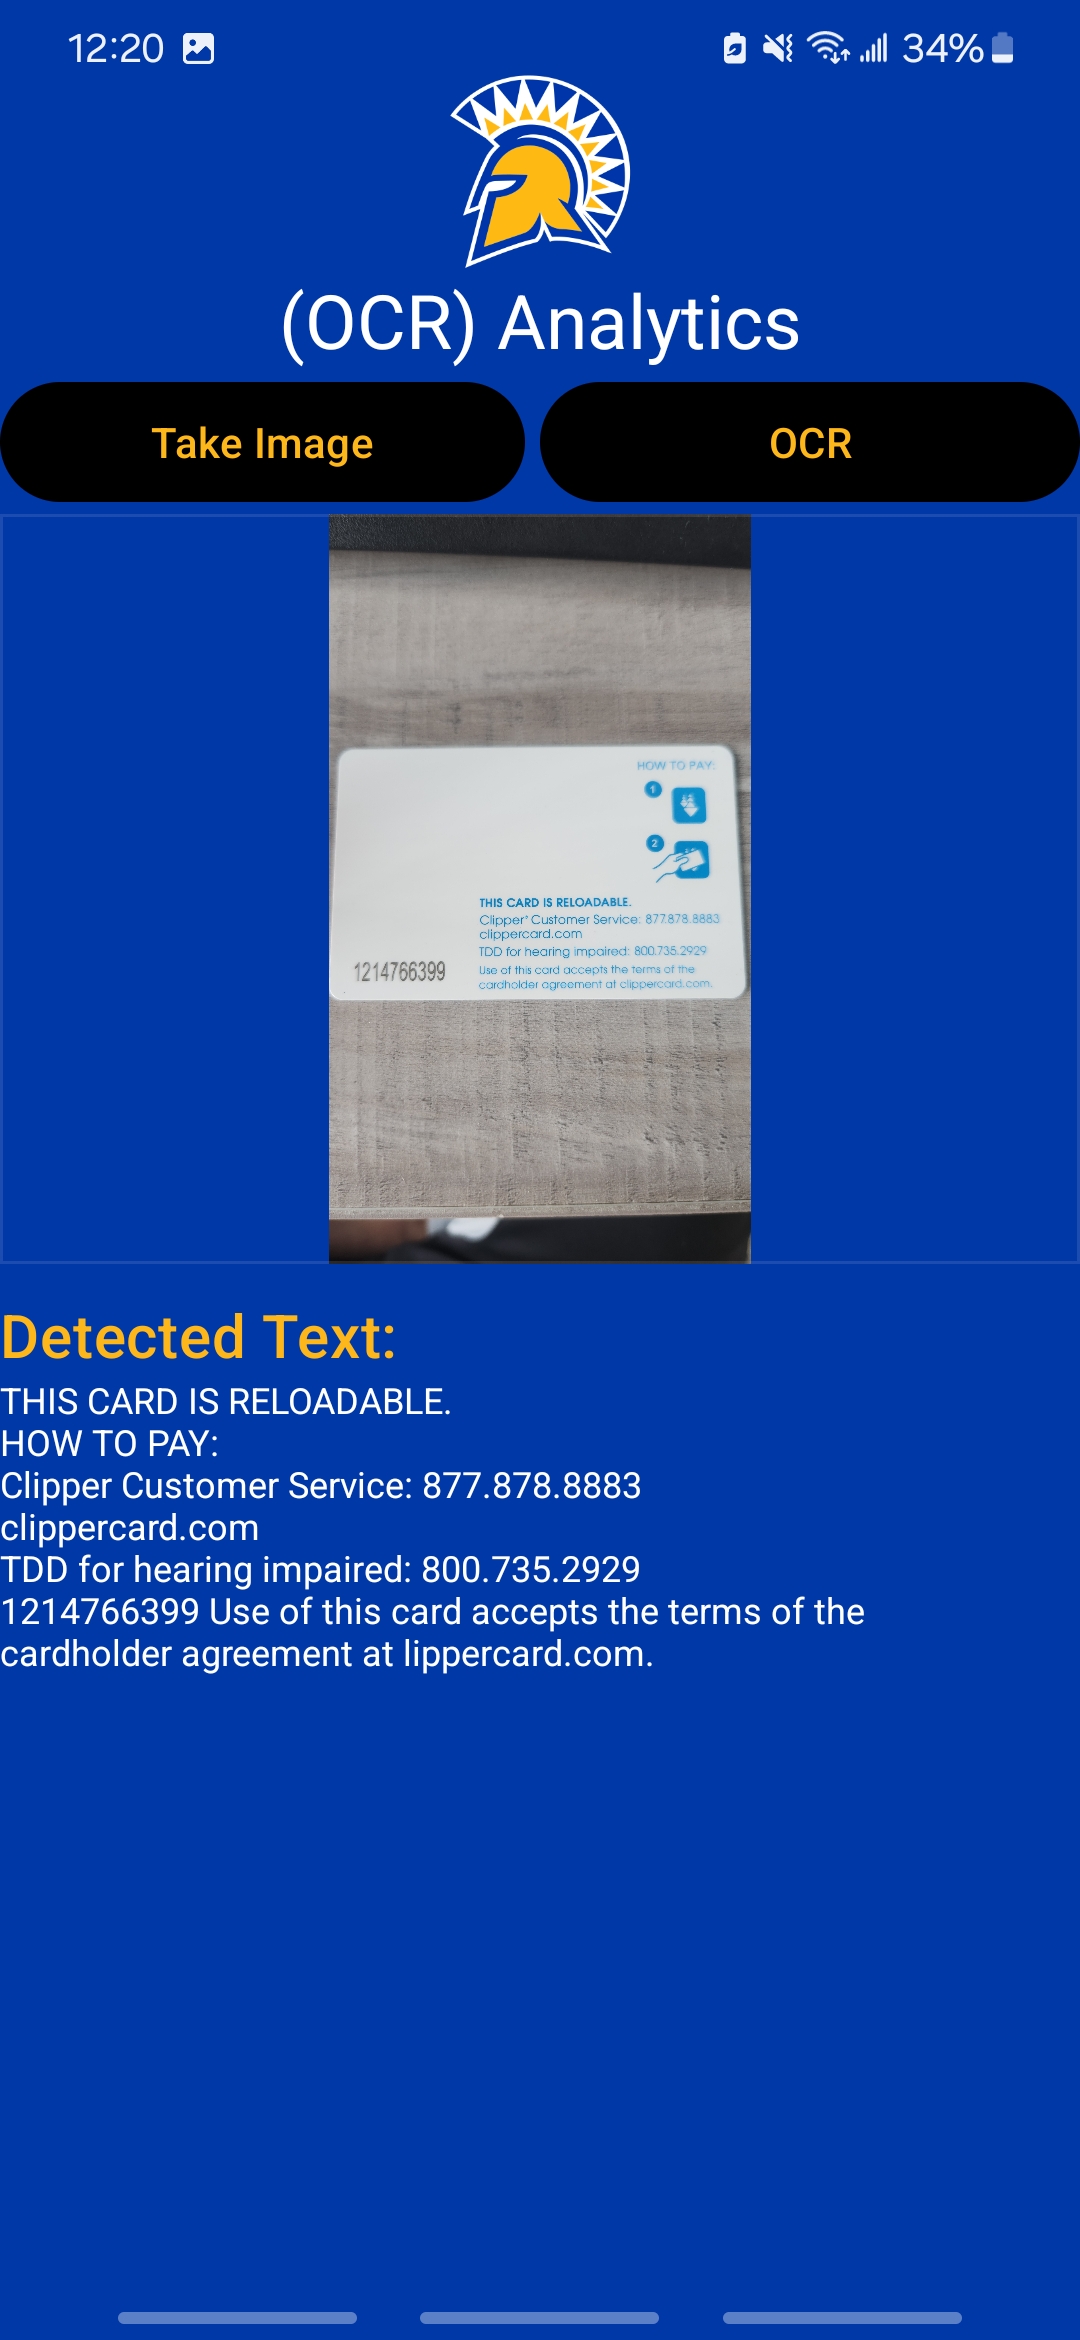 12:20
34%
(OCR) Analytics
Take Image
OCR
HOW TO PAY:
1
2
THIS CARD IS RELOADABLE.
Clipper® Customer Service: 877.878.8883
clippercard.com
TDD for hearing impaired: 800.735.2929
Use of this card accepts the terms of the
cardholder agreement at clippercard.com.
1214766399
Detected Text:
THIS CARD IS RELOADABLE.
HOW TO PAY:
Clipper Customer Service: 877.878.8883
clippercard.com
TDD for hearing impaired: 800.735.2929
1214766399 Use of this card accepts the terms of the
cardholder agreement at lippercard.com.